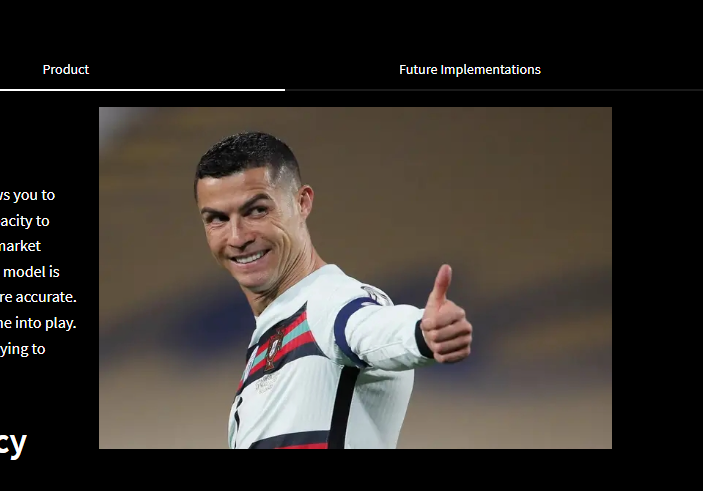 Product
Future Implementations
ws you to
acity to
market
model is
re accurate.
ne into play.
ying to
cy